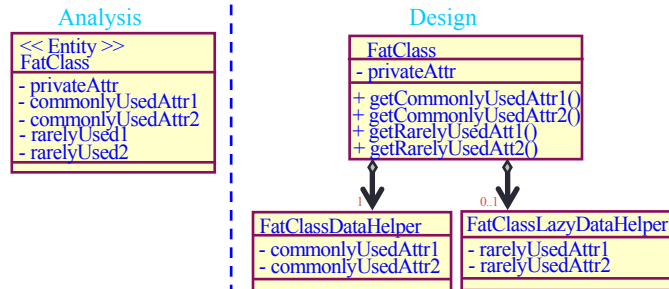 Analysis
<< Entity >>
FatClass
- privateAttr
- commonlyUsedAttr1
- commonlyUsedAttr2
- rarelyUsed1
- rarelyUsed2
Design
FatClass
- privateAttr
+ getCommonlyUsedAttr1()
+ getCommonlyUsedAttr2()
+ getRarelyUsedAtt1()
+ getRarelyUsedAtt2()
1
0..1
FatClassDataHelper
- commonlyUsedAttr1
- commonlyUsedAttr2
FatClassLazyDataHelper
- rarelyUsedAttr1
- rarelyUsedAttr2